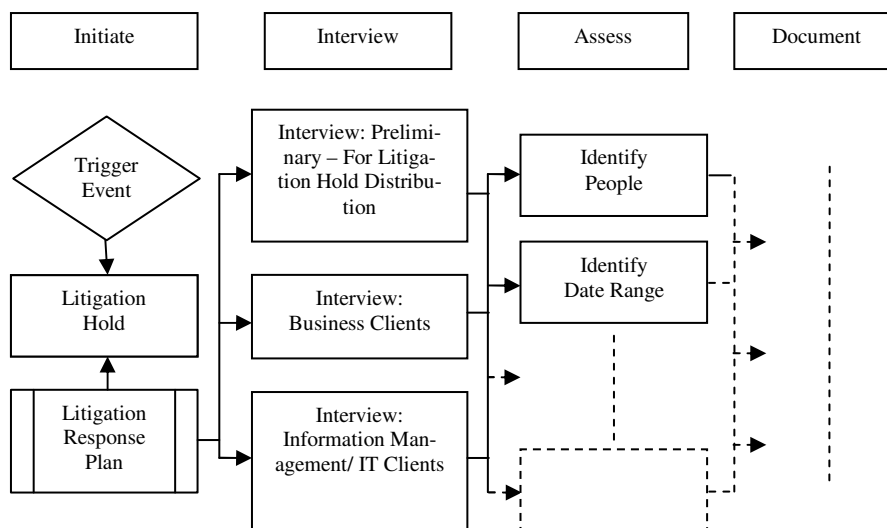 Initiate
Interview
Assess
Document
Trigger
Event
Litigation
Hold
Litigation
Response
Plan
Interview: Prelimi-
nary – For Litiga-
tion Hold Distribu-
tion
Interview:
Business Clients
Interview:
Information Man-
agement/ IT Clients
Identify
People
Identify
Date Range